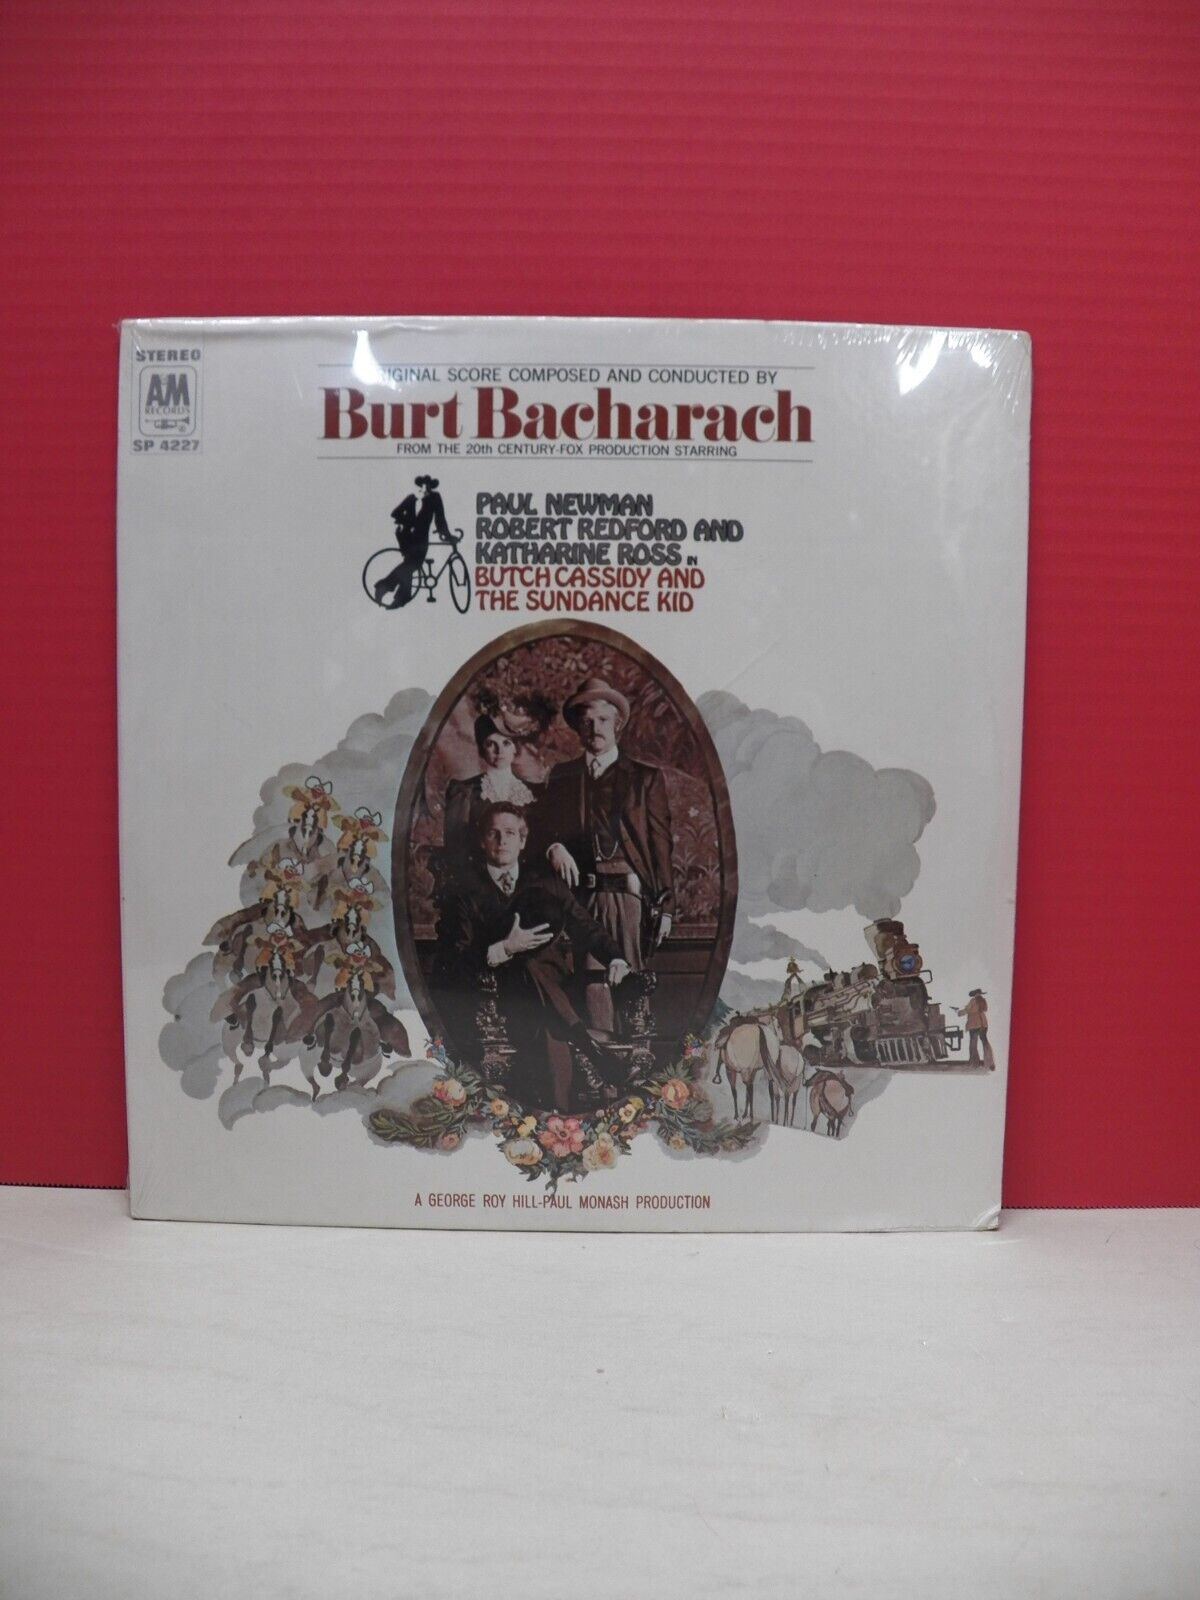 STEREO
A&M
RECORDS
®
SP 4227
ORIGINAL SCORE COMPOSED AND CONDUCTED BY
Burt Bacharach
FROM THE 20th CENTURY-FOX PRODUCTION STARRING
PAUL NEWMAN
ROBERT REDFORD AND
KATHARINE ROSS IN
BUTCH CASSIDY AND
THE SUNDANCE KID
A GEORGE ROY HILL-PAUL MONASH PRODUCTION